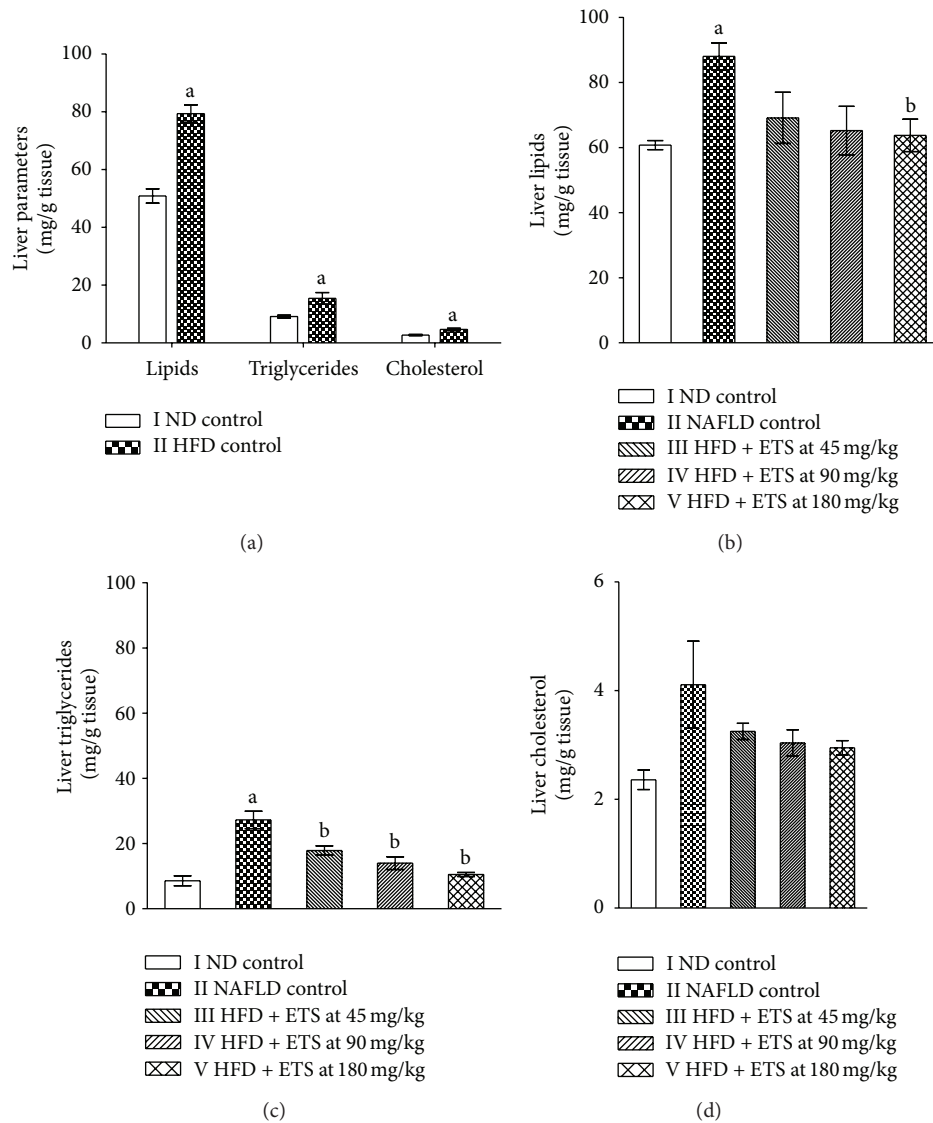 100
80
60
40
20
0
Liver parameters
(mg/g tissue)
a
a
a
Lipids
Triglycerides
Cholesterol
I ND control
II HFD control
(a)
100
80
60
40
20
0
Liver lipids
(mg/g tissue)
a
b
I ND control
II NAFLD control
III HFD + ETS at 45 mg/kg
IV HFD + ETS at 90 mg/kg
V HFD + ETS at 180 mg/kg
(b)
100
80
60
40
20
0
Liver triglycerides
(mg/g tissue)
a
b
b
b
I ND control
II NAFLD control
III HFD + ETS at 45 mg/kg
IV HFD + ETS at 90 mg/kg
V HFD + ETS at 180 mg/kg
(c)
6
4
2
0
Liver cholesterol
(mg/g tissue)
I ND control
II NAFLD control
III HFD + ETS at 45 mg/kg
IV HFD + ETS at 90 mg/kg
V HFD + ETS at 180 mg/kg
(d)